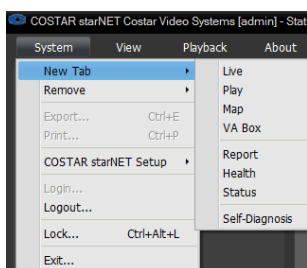 COSTAR starNET Costar Video Systems [admin] - Stat
System View Playback About
New Tab
Remove
Export... Ctrl+E
Print... Ctrl+P
COSTAR starNET Setup
Login...
Logout...
Lock... Ctrl+Alt+L
Exit...
Live
Play
Map
VA Box
Report
Health
Status
Self-Diagnosis